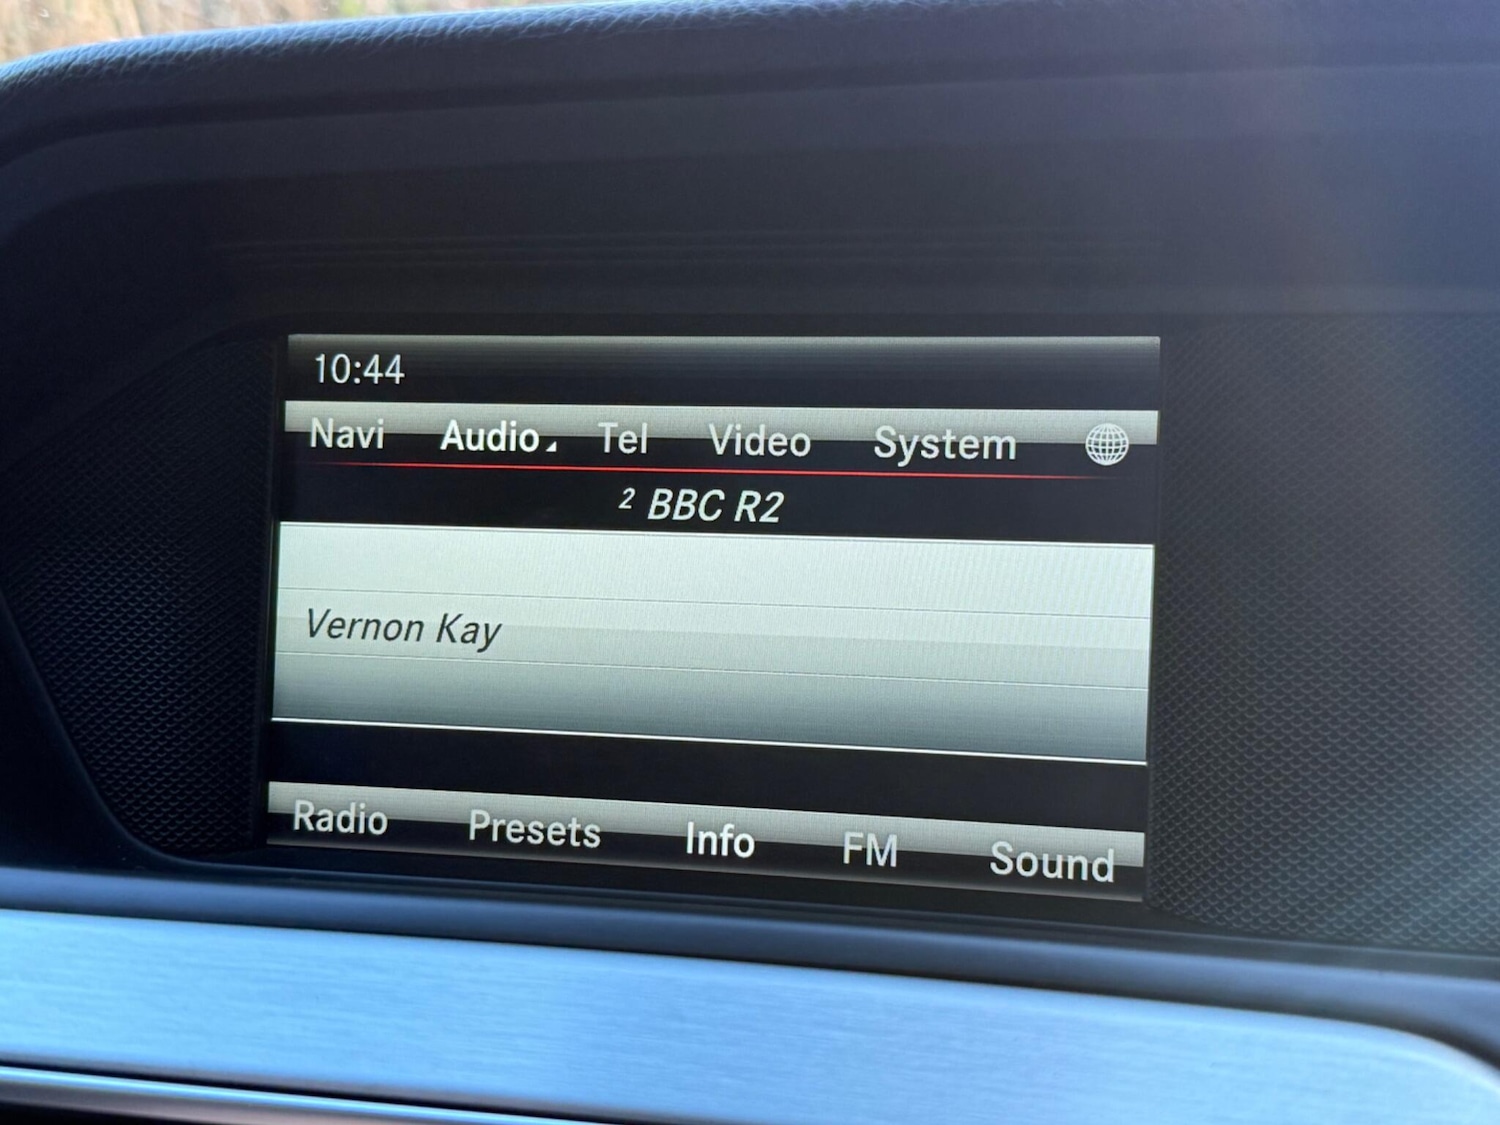 10:44
Navi Audio Tel Video System
2 BBC R2
Vernon Kay
Radio Presets Info FM Sound